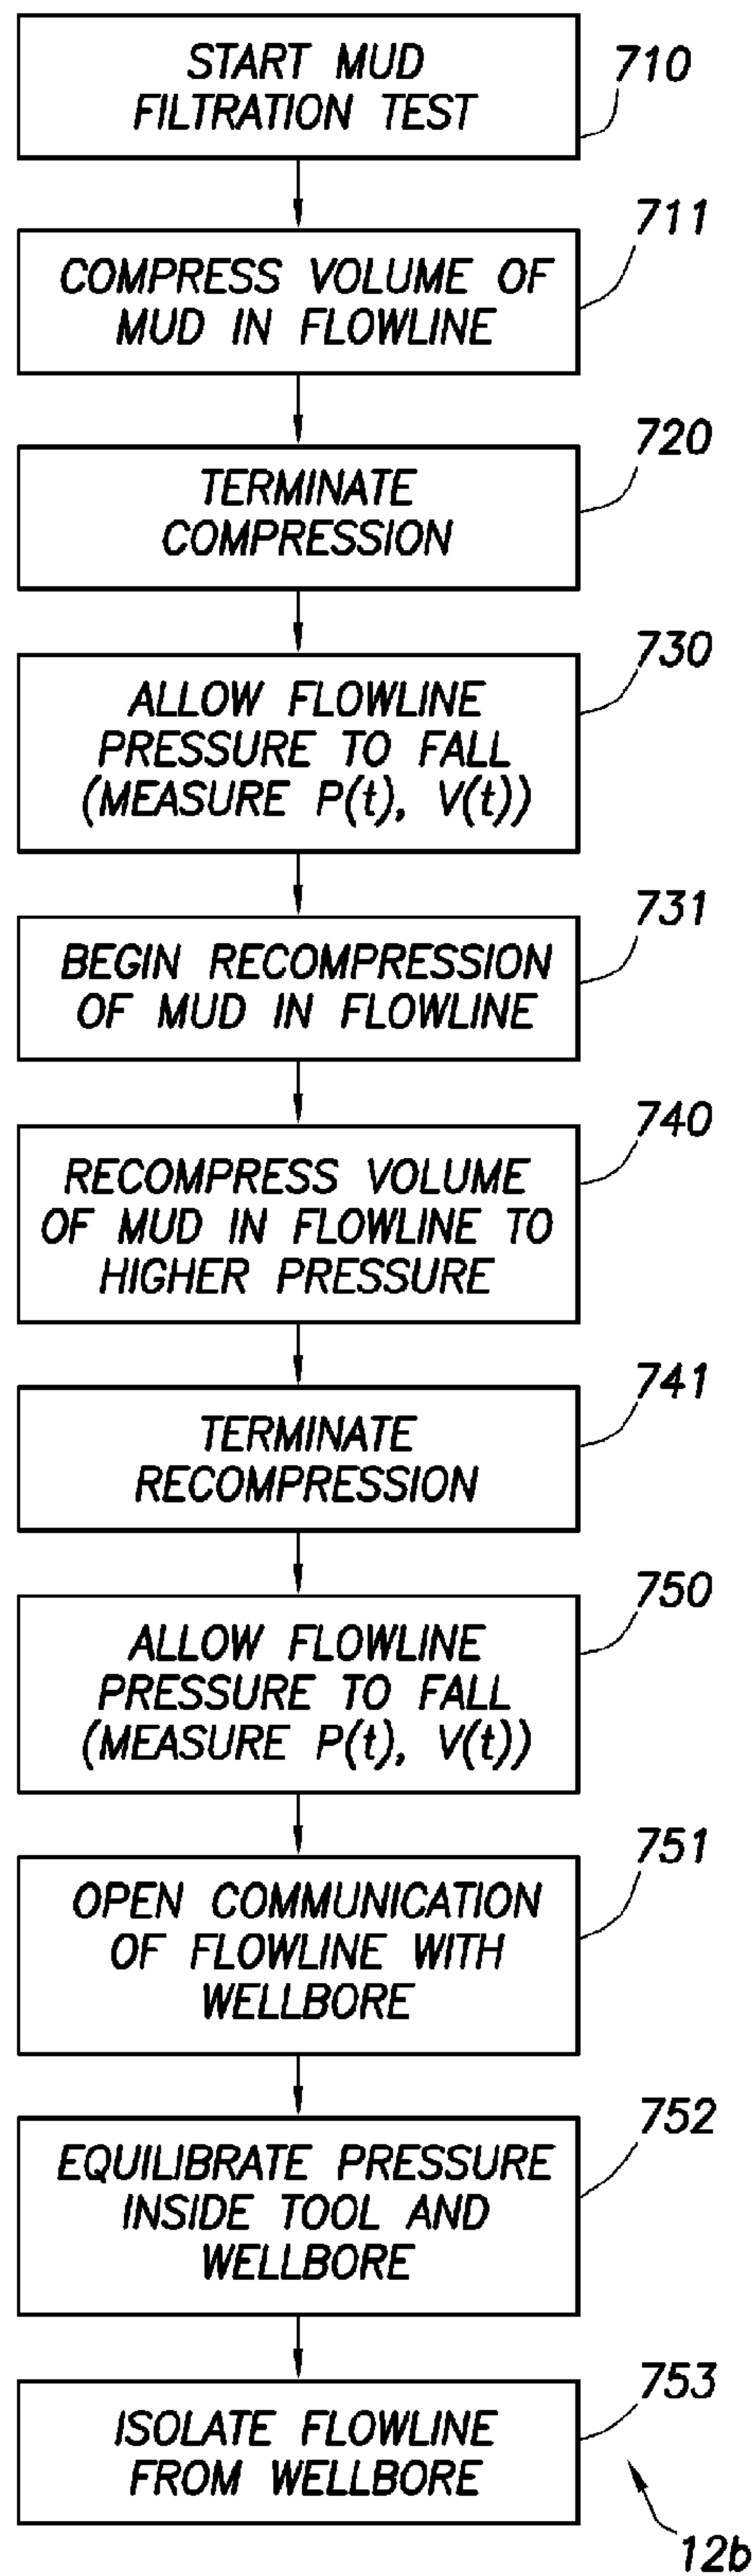 START MUD
FILTRATION TEST
710
COMPRESS VOLUME OF
MUD IN FLOWLINE
711
TERMINATE
COMPRESSION
720
ALLOW FLOWLINE
PRESSURE TO FALL
(MEASURE P(t), V(t))
730
BEGIN RECOMPRESSION
OF MUD IN FLOWLINE
731
RECOMPRESS VOLUME
OF MUD IN FLOWLINE TO
HIGHER PRESSURE
740
TERMINATE
RECOMPRESSION
741
ALLOW FLOWLINE
PRESSURE TO FALL
(MEASURE P(t), V(t))
750
OPEN COMMUNICATION
OF FLOWLINE WITH
WELLBORE
751
EQUILIBRATE PRESSURE
INSIDE TOOL AND
WELLBORE
752
ISOLATE FLOWLINE
FROM WELLBORE
753
12b